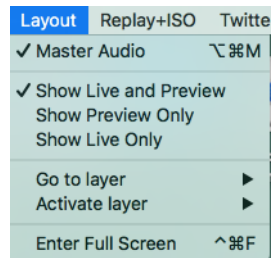 Layout Replay+ISO Twitte
✓ Master Audio ⌥⌘M
✓ Show Live and Preview
Show Preview Only
Show Live Only
Go to layer ▶
Activate layer ▶
Enter Full Screen ^⌘F